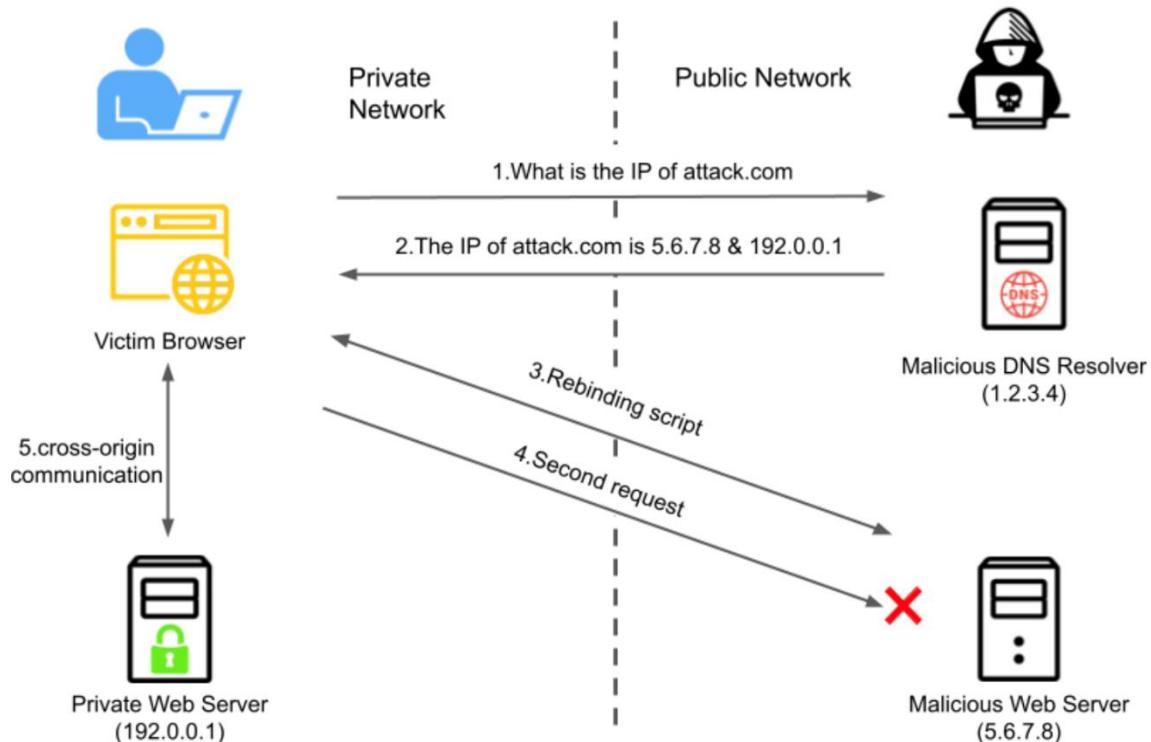 Private
Network
Public Network
1.What is the IP of attack.com
2.The IP of attack.com is 5.6.7.8 & 192.0.0.1
DNS
Victim Browser
Malicious DNS Resolver
(1.2.3.4)
3.Rebinding script
4.Second request
5.cross-origin
communication
Private Web Server
(192.0.0.1)
Malicious Web Server
(5.6.7.8)